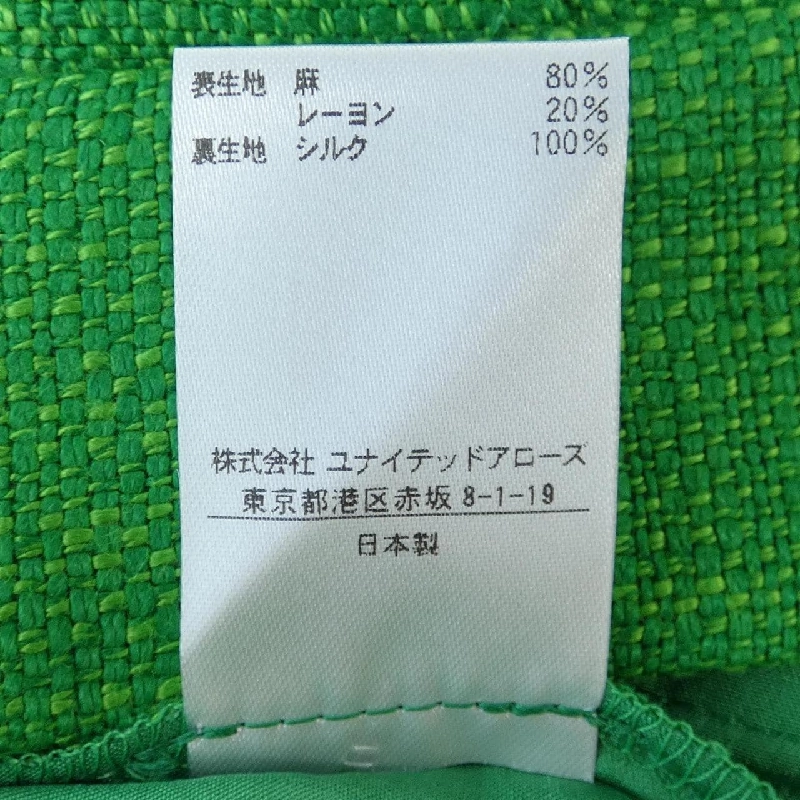 表生地 麻 80%
レーヨン 20%
裏生地 シルク 100%
株式会社 ユナイテッドアローズ
東京都港区赤坂 8-1-19
日本製